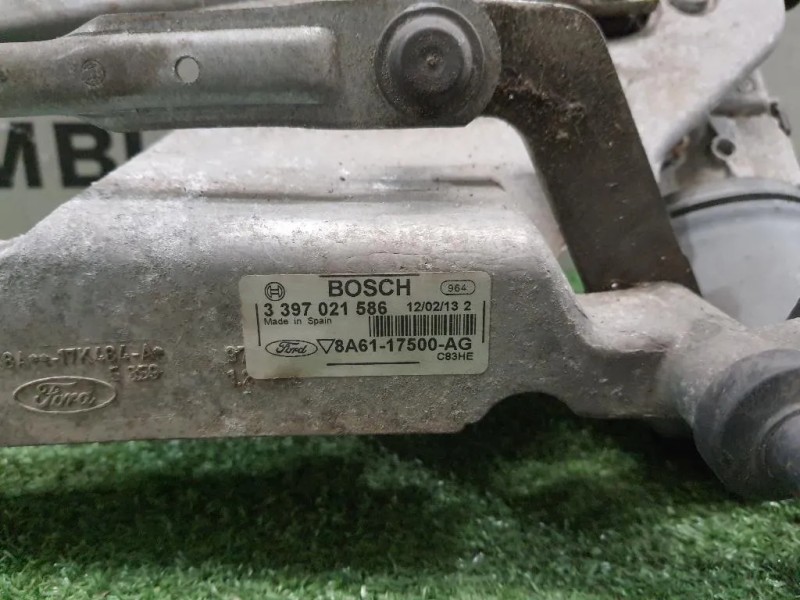 MBI
BOSCH 964
3 397 021 586 12/02/13 2
Made in Spain
Ford 8A61-17500-AG
C83HE
Ford